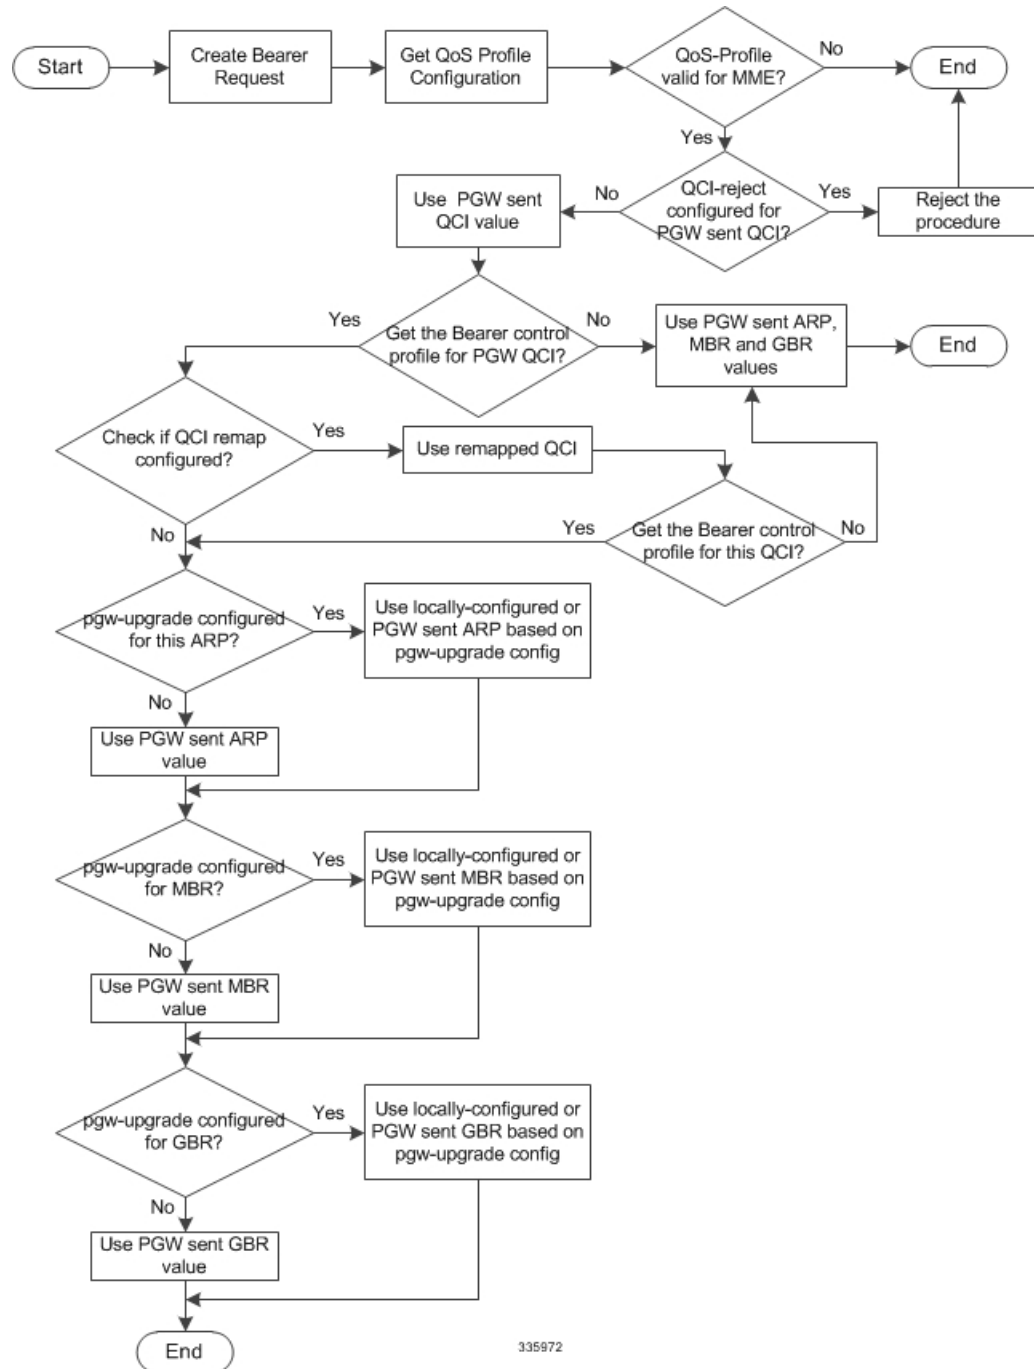 Start
Create Bearer
Request
Get QoS Profile
Configuration
QoS-Profile
valid for MME?
No
End
Yes
QCI-reject
configured for
PGW sent QCI?
No
Yes
Use  PGW sent
QCI value
Reject the
procedure
Yes
Get the Bearer control
profile for PGW QCI?
No
Use PGW sent ARP,
MBR and GBR
values
End
Check if QCI remap
configured?
Yes
Use remapped QCI
No
Yes
Get the Bearer control
profile for this QCI?
No
pgw-upgrade configured
for this ARP?
Yes
Use locally-configured or
PGW sent ARP based on
pgw-upgrade config
No
Use PGW sent ARP
value
pgw-upgrade configured
for MBR?
Yes
Use locally-configured or
PGW sent MBR based on
pgw-upgrade config
No
Use PGW sent MBR
value
pgw-upgrade configured
for GBR?
Yes
Use locally-configured or
PGW sent GBR based on
pgw-upgrade config
No
Use PGW sent GBR
value
End
335972